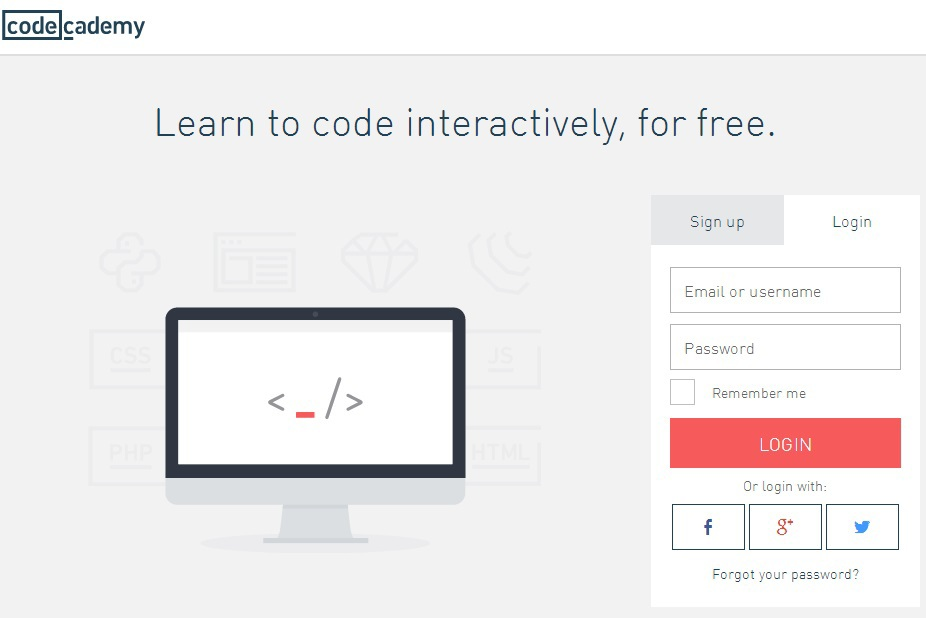 codecademy
Learn to code interactively, for free.
Sign up
Login
Email or username
Password
Remember me
LOGIN
Or login with:
f
g+
Forgot your password?
CSS
JS
< _ />
PHP
HTML